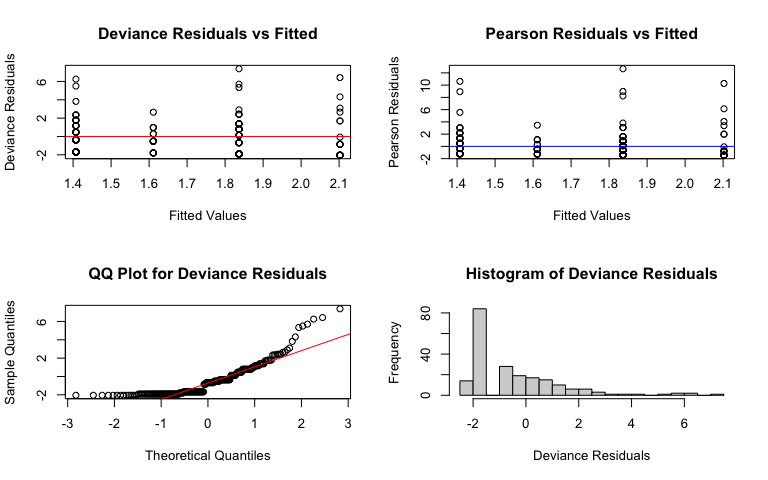 Deviance Residuals vs Fitted
Deviance Residuals
-2 2 6
1.4 1.5 1.6 1.7 1.8 1.9 2.0 2.1
Fitted Values
Pearson Residuals vs Fitted
Pearson Residuals
-2 2 6 10
1.4 1.5 1.6 1.7 1.8 1.9 2.0 2.1
Fitted Values
QQ Plot for Deviance Residuals
Sample Quantiles
-2 2 6
-3 -2 -1 0 1 2 3
Theoretical Quantiles
Histogram of Deviance Residuals
Frequency
0 40 80
-2 0 2 4 6
Deviance Residuals